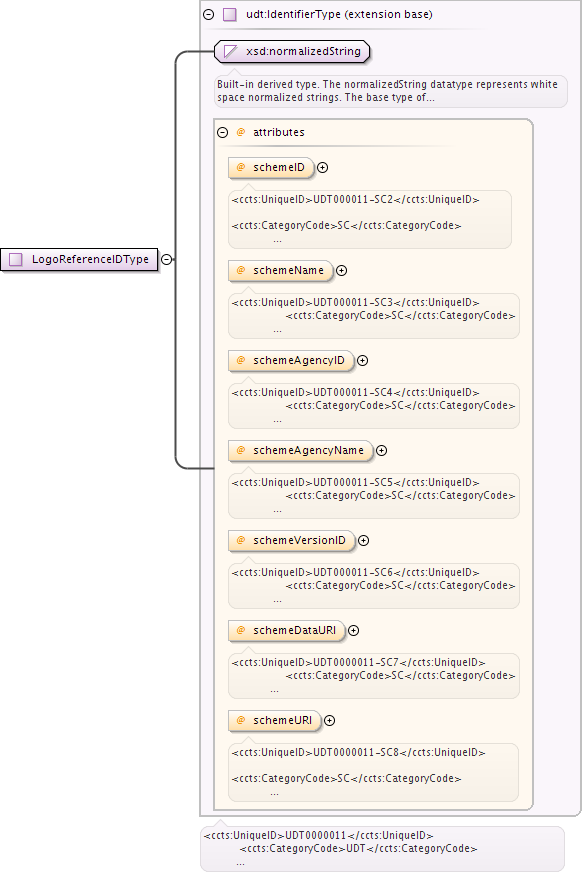 udt:IdentifierType (extension base)
xsd:normalizedString
Built-in derived type. The normalizedString datatype represents white
space normalized strings. The base type of...
@ attributes
@ schemeID
<ccts:UniqueID>UDT000011-SC2</ccts:UniqueID>
<ccts:CategoryCode>SC</ccts:CategoryCode>
...
LogoReferenceIDType
@ schemeName
<ccts:UniqueID>UDT000011-SC3</ccts:UniqueID>
<ccts:CategoryCode>SC</ccts:CategoryCode>
...
@ schemeAgencyID
<ccts:UniqueID>UDT000011-SC4</ccts:UniqueID>
<ccts:CategoryCode>SC</ccts:CategoryCode>
...
@ schemeAgencyName
<ccts:UniqueID>UDT000011-SC5</ccts:UniqueID>
<ccts:CategoryCode>SC</ccts:CategoryCode>
...
@ schemeVersionID
<ccts:UniqueID>UDT000011-SC6</ccts:UniqueID>
<ccts:CategoryCode>SC</ccts:CategoryCode>
...
@ schemeDataURI
<ccts:UniqueID>UDT0000011-SC7</ccts:UniqueID>
<ccts:CategoryCode>SC</ccts:CategoryCode>
...
@ schemeURI
<ccts:UniqueID>UDT0000011-SC8</ccts:UniqueID>
<ccts:CategoryCode>SC</ccts:CategoryCode>
...
<ccts:UniqueID>UDT0000011</ccts:UniqueID>
<ccts:CategoryCode>UDT</ccts:CategoryCode>
...